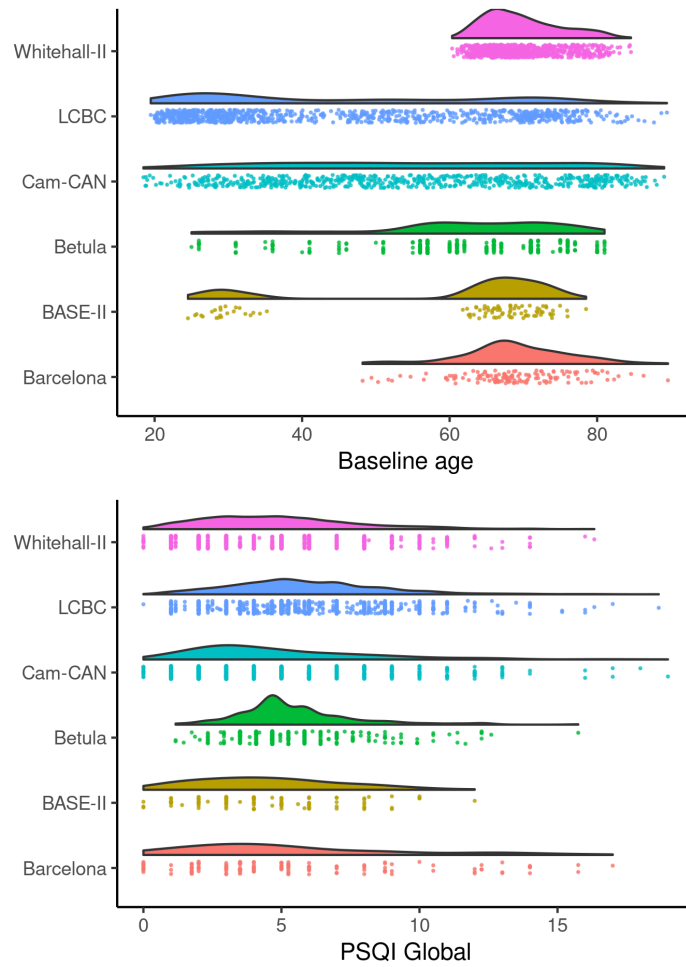 Whitehall-II
LCBC
Cam-CAN
Betula
BASE-II
Barcelona
20 40 60 80
Baseline age
Whitehall-II
LCBC
Cam-CAN
Betula
BASE-II
Barcelona
0 5 10 15
PSQI Global